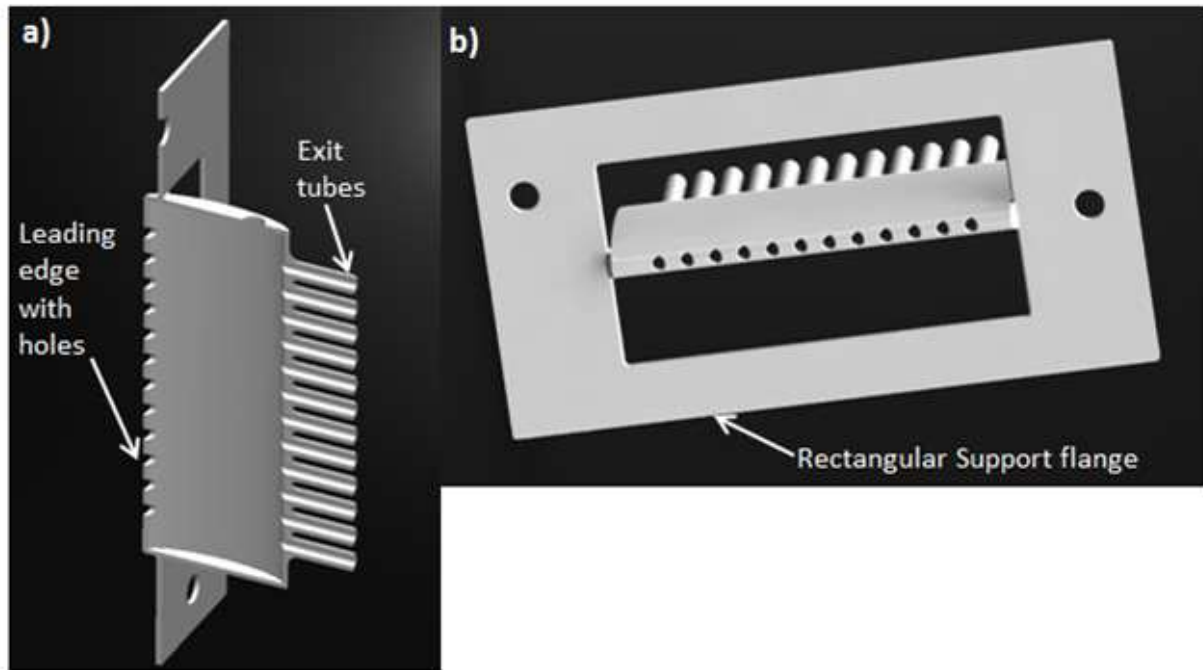 a)
Exit
tubes
Leading
edge
with
holes
b)
Rectangular Support flange